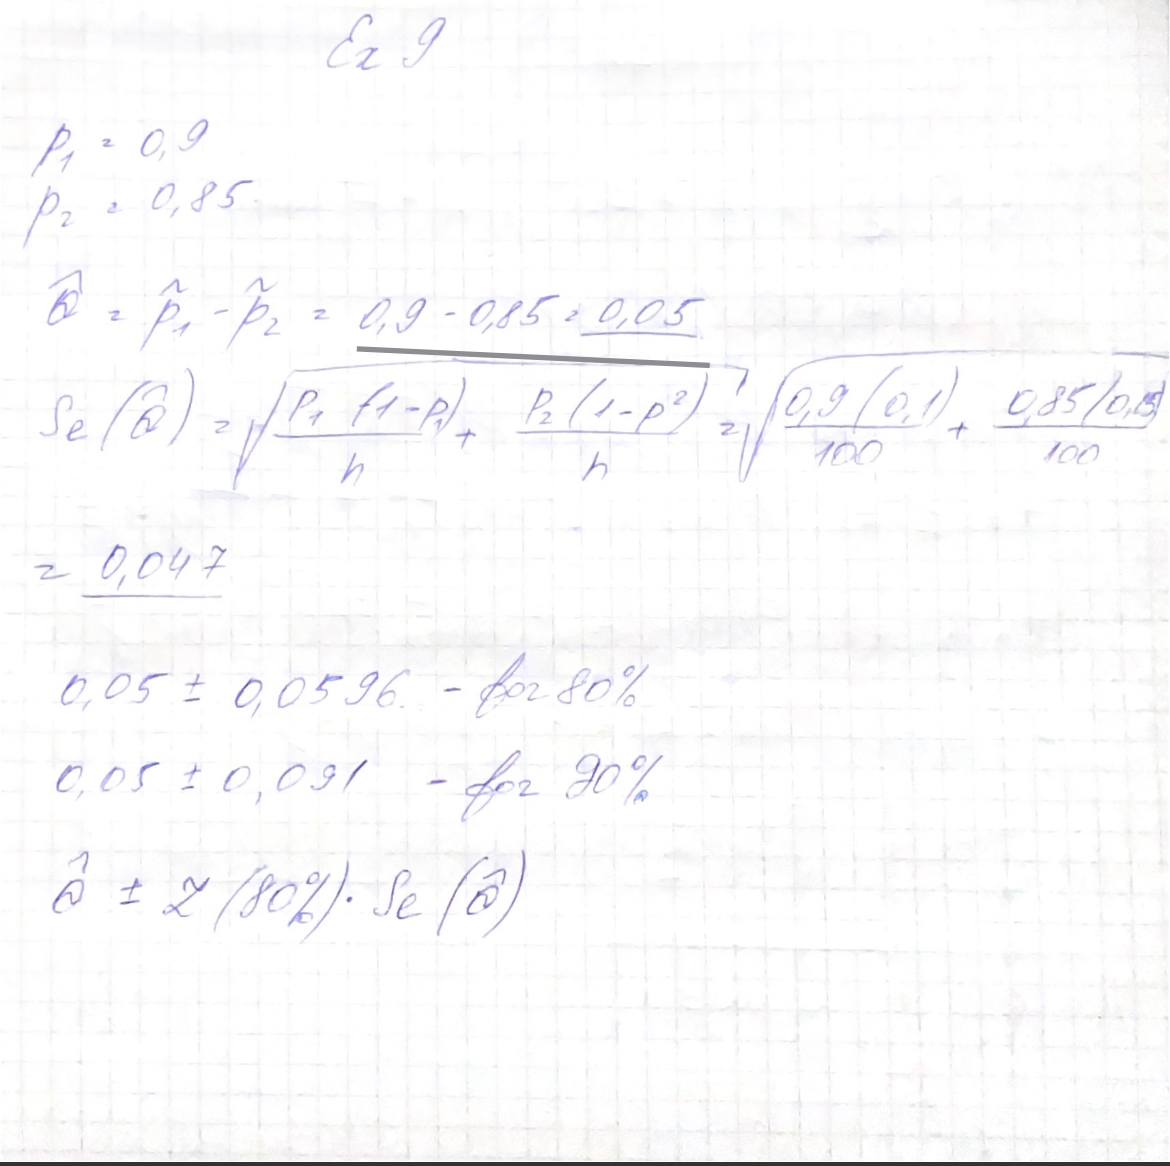 Ex 9
p₁ = 0,9
p₂ = 0,85
θ̂ = p̃₁ - p̃₂ = 0,9 - 0,85 = 0,05
Se(θ̂) = √(p₁(1-p₁)/n + p₂(1-p²)/n) = √(0,9(0,1)/100 + 0,85(0,15)/100)
= 0,047
0,05 ± 0,0596 - for 80%
0,05 ± 0,091 - for 90%
θ̂ ± Z(80%)·Se(θ̂)